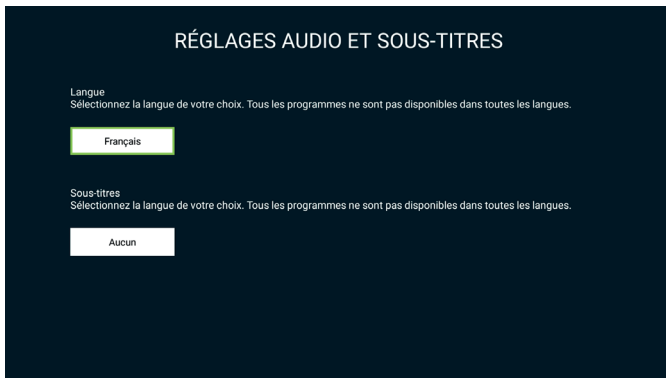 RÉGLAGES AUDIO ET SOUS-TITRES
Langue
Sélectionnez la langue de votre choix. Tous les programmes ne sont pas disponibles dans toutes les langues.
Français
Sous-titres
Sélectionnez la langue de votre choix. Tous les programmes ne sont pas disponibles dans toutes les langues.
Aucun